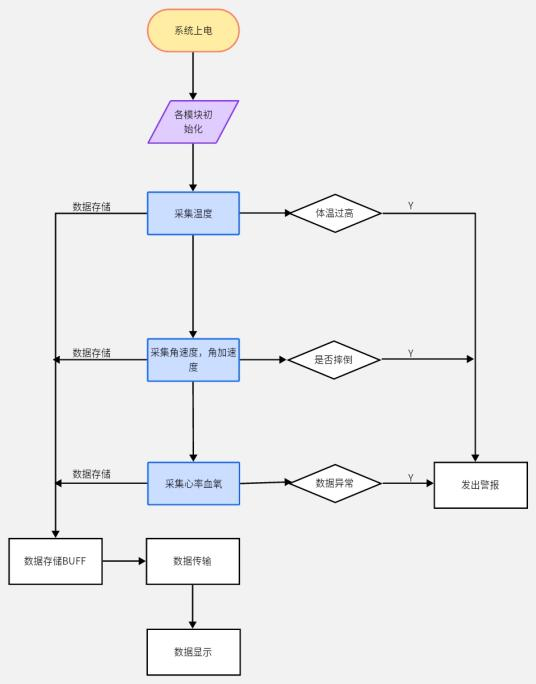 系统上电
各模块初
始化
数据存储
采集温度
体温过高
Y
数据存储
采集角速度，角加速
度
是否摔倒
Y
数据存储
采集心率血氧
数据异常
Y
发出警报
数据存储BUFF
数据传输
数据显示